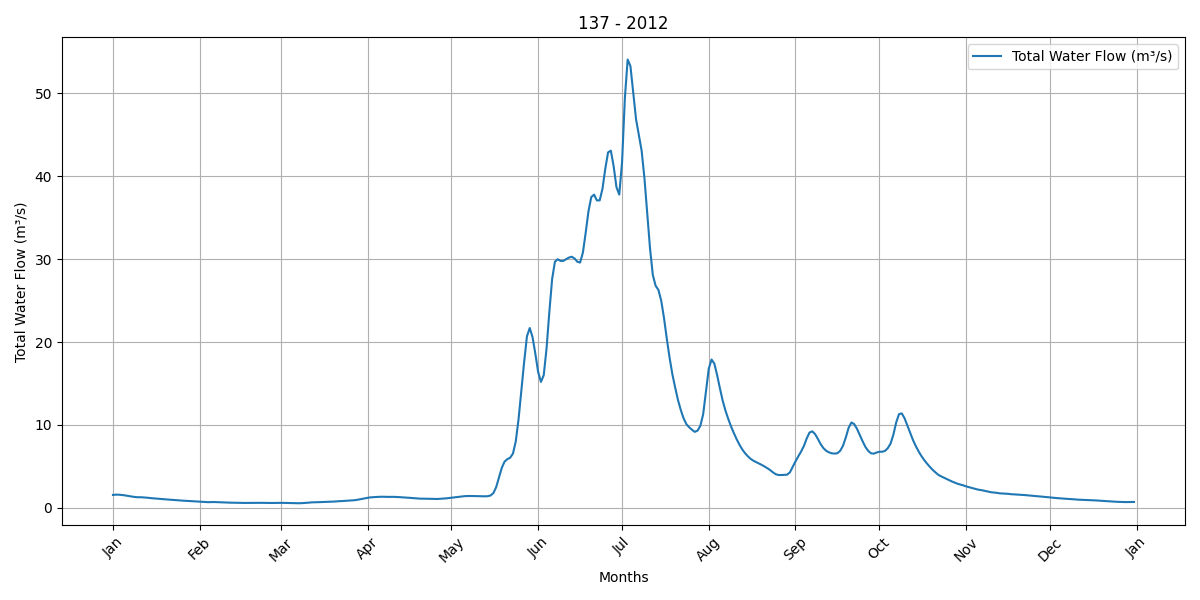 137 - 2012
Total Water Flow (m³/s)
Total Water Flow (m³/s)
50
40
30
20
10
0
Jan
Feb
Mar
Apr
May
Jun
Jul
Aug
Sep
Oct
Nov
Dec
Jan
Months